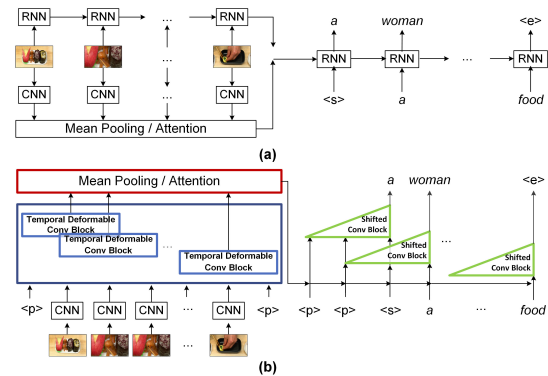 a woman <e>
RNN RNN ... RNN
RNN RNN ... RNN
CNN CNN ... CNN
<s> a food
Mean Pooling / Attention
(a)
Mean Pooling / Attention
a woman <e>
Temporal Deformable
Conv Block
Temporal Deformable
Conv Block
...
Temporal Deformable
Conv Block
Shifted
Conv Block
Shifted
Conv Block
...
Shifted
Conv Block
<p> CNN CNN CNN CNN ... CNN <p>
<p> <p> <s> a ... food
...
(b)